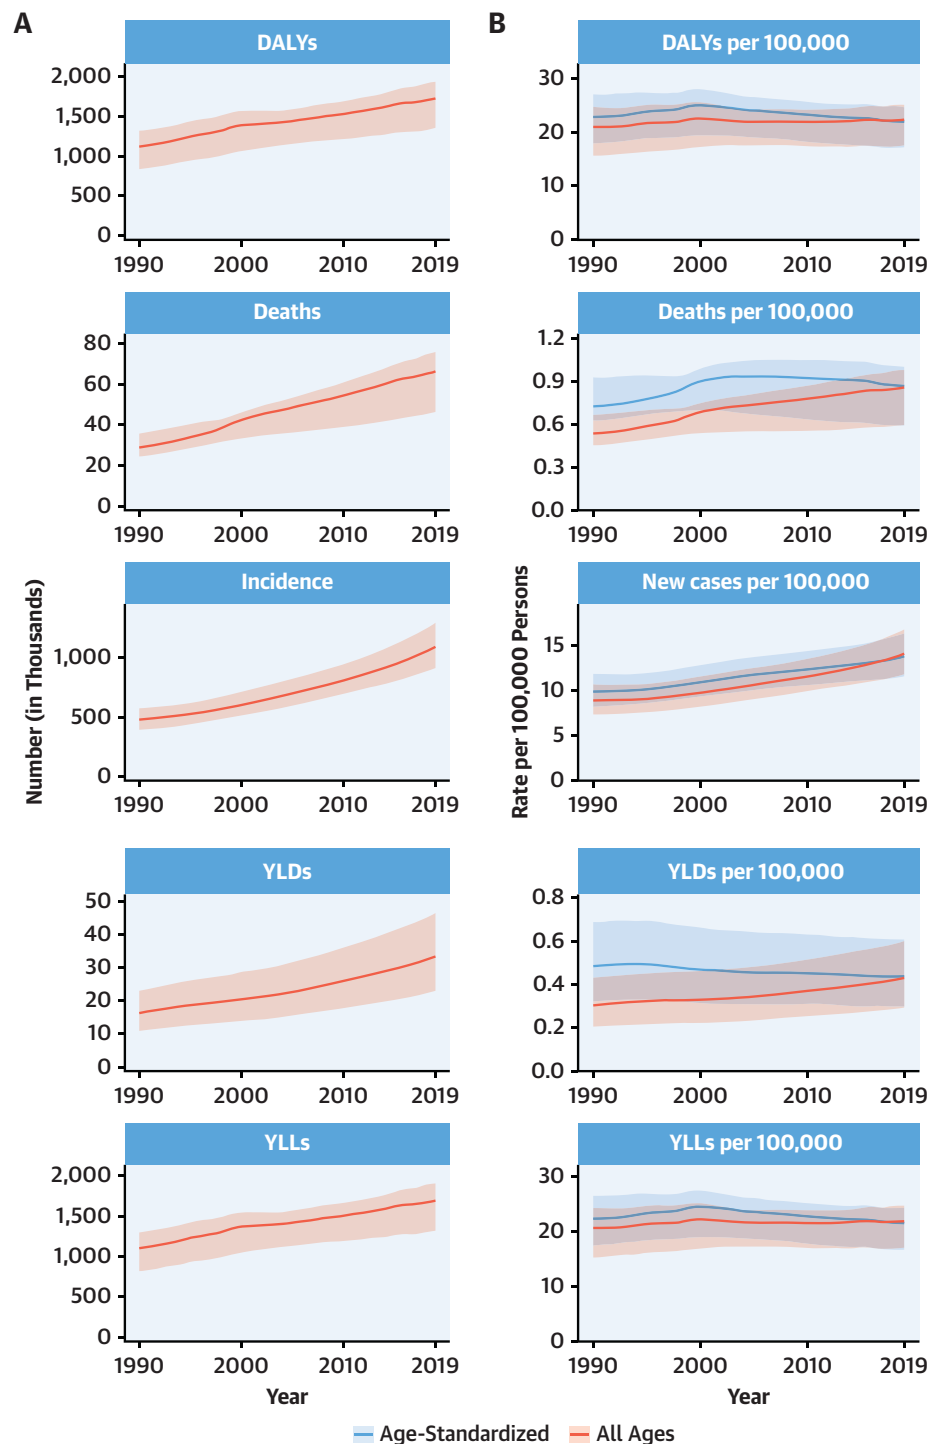 A
DALYs
2,000
1,500
1,000
500
0
1990 2000 2010 2019
Deaths
80
60
40
20
0
1990 2000 2010 2019
Number (in Thousands)
Incidence
1,000
500
0
1990 2000 2010 2019
YLDs
50
40
30
20
10
0
1990 2000 2010 2019
YLLs
2,000
1,500
1,000
500
0
1990 2000 2010 2019
Year
B
DALYs per 100,000
30
20
10
0
1990 2000 2010 2019
Deaths per 100,000
1.2
0.9
0.6
0.3
0.0
1990 2000 2010 2019
Rate per 100,000 Persons
New cases per 100,000
15
10
5
0
1990 2000 2010 2019
YLDs per 100,000
0.8
0.6
0.4
0.2
0.0
1990 2000 2010 2019
YLLs per 100,000
30
20
10
0
1990 2000 2010 2019
Year
Age-Standardized All Ages